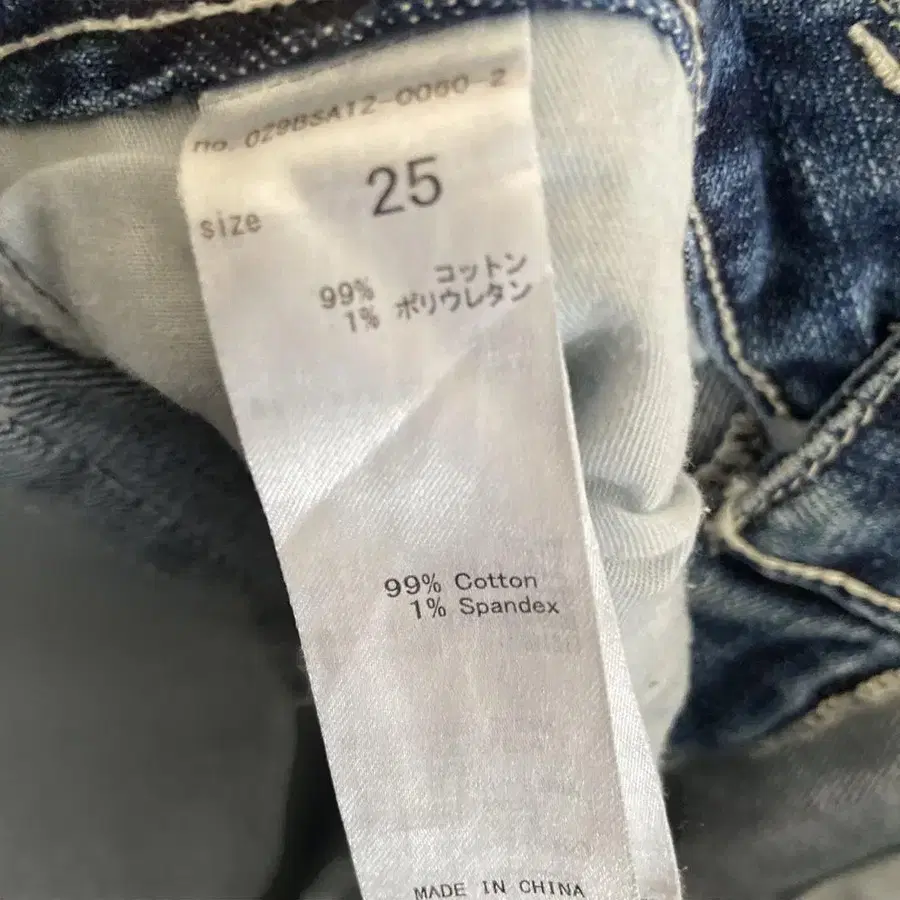 no. 029BSA12-0060-2
size 25
99% コットン
1% ポリウレタン
99% Cotton
1% Spandex
MADE IN CHINA